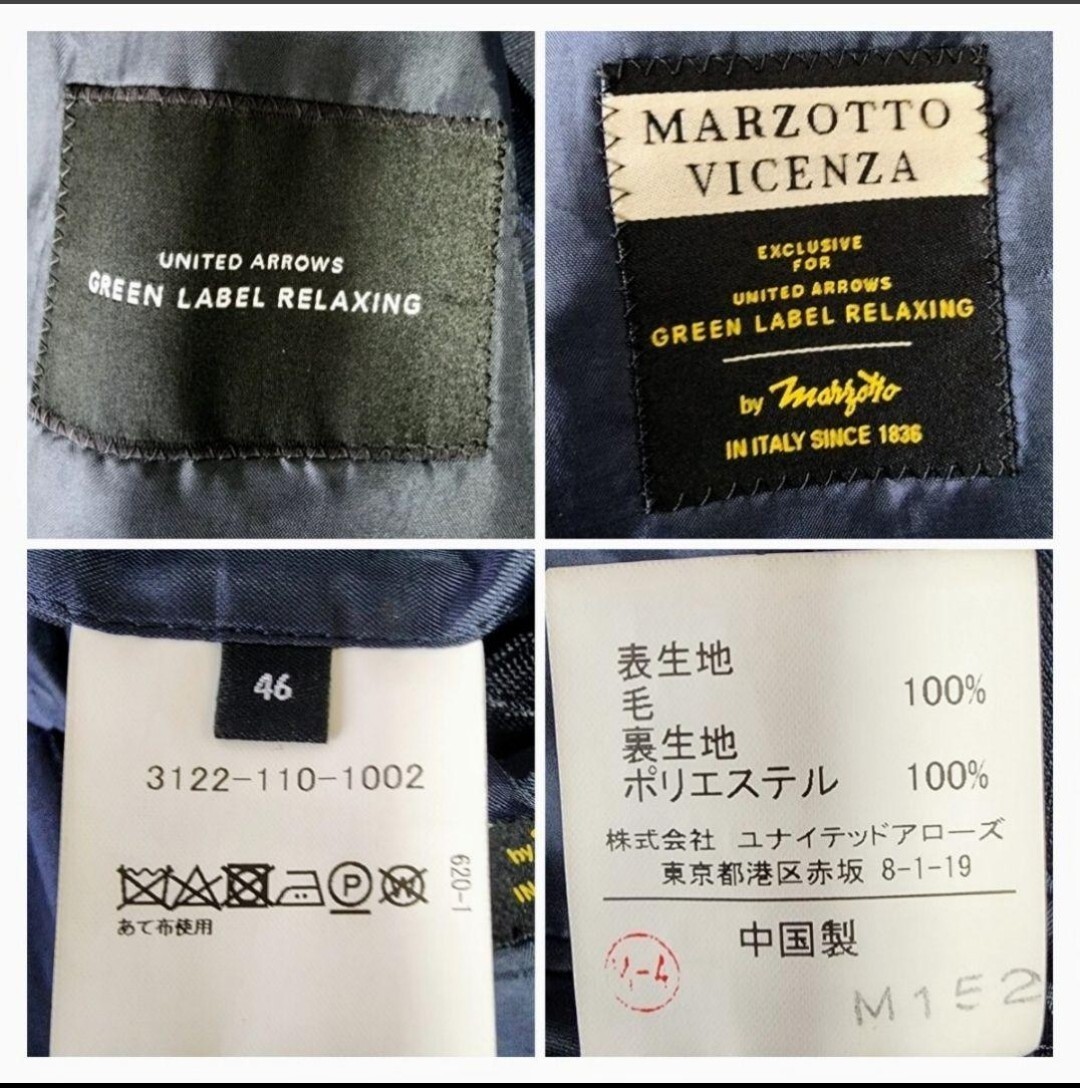 UNITED ARROWS
GREEN LABEL RELAXING
MARZOTTO
VICENZA
EXCLUSIVE
FOR
UNITED ARROWS
GREEN LABEL RELAXING
by Marzotto
IN ITALY SINCE 1836
46
3122-110-1002
P
W
あて布使用
620-1
by
IN
表生地
毛 100%
裏生地
ポリエステル 100%
株式会社 ユナイテッドアローズ
東京都港区赤坂 8-1-19
中国製
M152